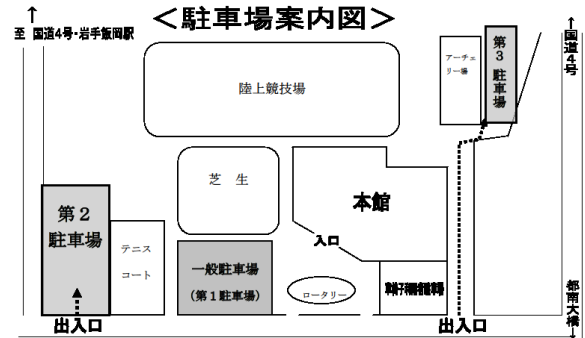 ＜駐車場案内図＞
↑
至 国道4号・岩手飯岡駅
陸上競技場
アーチェ
リー場
第3駐車場
↑国道4号
芝 生
本館
入口
第2
駐車場
テニス
コート
一般駐車場
（第1駐車場）
ロータリー
出入口
出入口
都南大橋↓